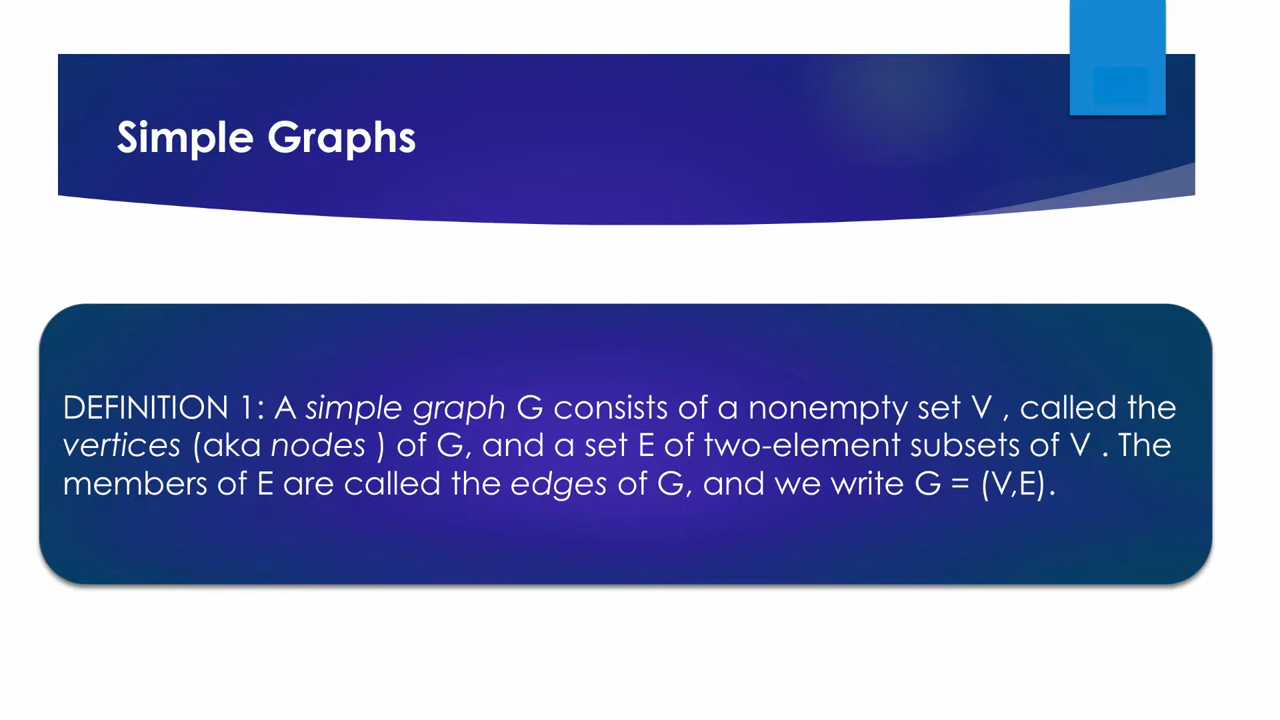 Simple Graphs
DEFINITION 1: A simple graph G consists of a nonempty set V , called the
vertices (aka nodes ) of G, and a set E of two-element subsets of V . The
members of E are called the edges of G, and we write G = (V,E).